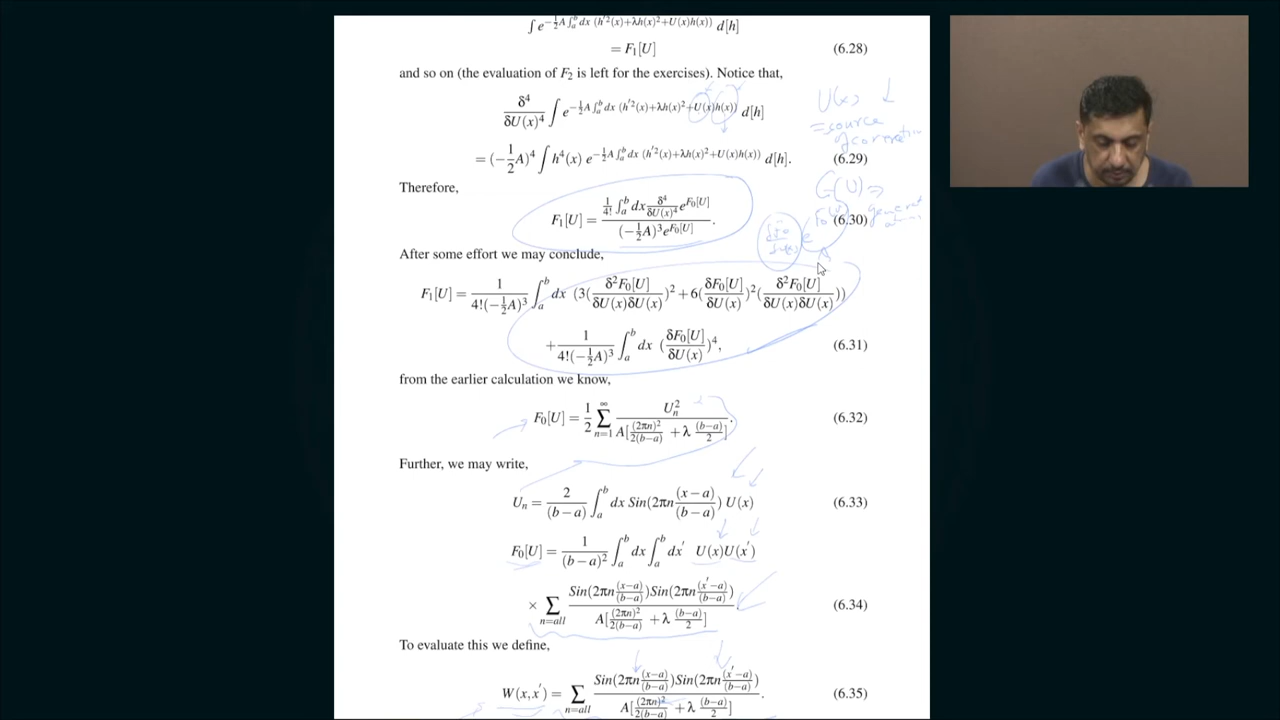 ∫ e^{-½A∫_a^b dx (h'²(x)+λh(x)²+U(x)h(x))} d[h]
= F₁[U] (6.28)
and so on (the evaluation of F₂ is left for the exercises). Notice that,
δ⁴/δU(x)⁴ ∫ e^{-½A∫_a^b dx (h'²(x)+λh(x)²+U(x)h(x))} d[h]
= (-½A)⁴ ∫ h⁴(x) e^{-½A∫_a^b dx (h'²(x)+λh(x)²+U(x)h(x))} d[h]. (6.29)
U(x)
=source
Therefore,
F₁[U] = (1/4! ∫_a^b dx δ⁴/δU(x)⁴ e^{F₀[U]}) / ((-½A)³ e^{F₀[U]}). (6.30)
G(U) =>
After some effort we may conclude,
F₁[U] = 1/(4!(-½A)³) ∫_a^b dx (3(δ²F₀[U]/(δU(x)δU(x)))² + 6(δF₀[U]/δU(x))²(δ²F₀[U]/(δU(x)δU(x))))
+ 1/(4!(-½A)³) ∫_a^b dx (δF₀[U]/δU(x))⁴, (6.31)
from the earlier calculation we know,
F₀[U] = ½ Σ_{n=1}^∞ U_n² / (A[(2πn)²/(2(b−a)) + λ (b−a)/2]). (6.32)
Further, we may write,
U_n = 2/(b−a) ∫_a^b dx Sin(2πn (x−a)/(b−a)) U(x) (6.33)
F₀[U] = 1/(b−a)² ∫_a^b dx ∫_a^b dx' U(x)U(x')
× Σ_{n=all} Sin(2πn (x−a)/(b−a))Sin(2πn (x'−a)/(b−a)) / (A[(2πn)²/(2(b−a)) + λ (b−a)/2]) (6.34)
To evaluate this we define,
W(x,x') = Σ_{n=all} Sin(2πn (x−a)/(b−a))Sin(2πn (x'−a)/(b−a)) / (A[(2πn)²/(2(b−a)) + λ (b−a)/2]). (6.35)